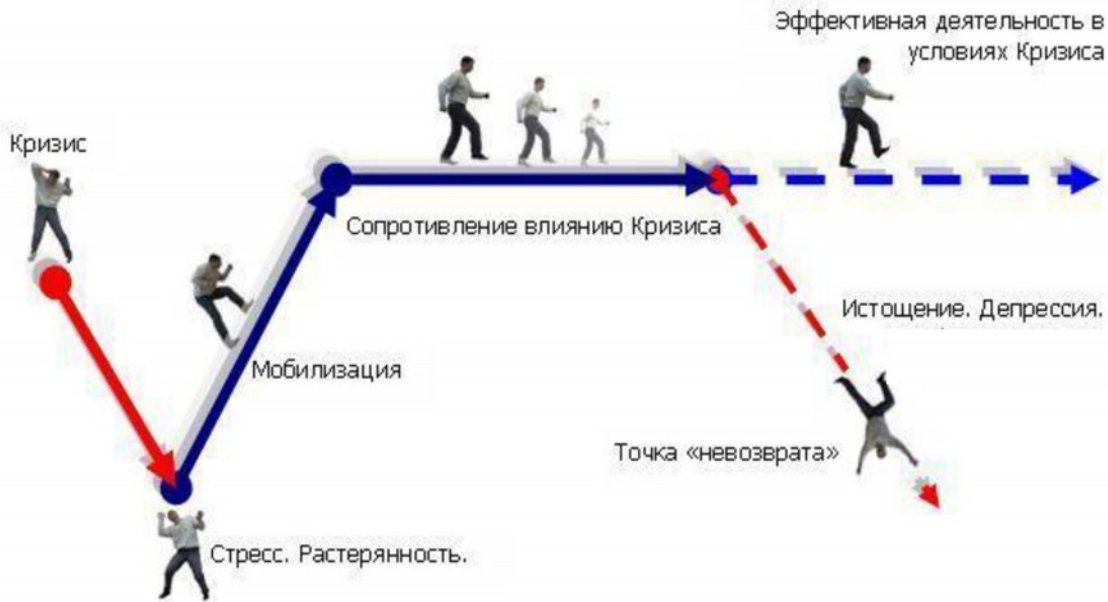 Эффективная деятельность в
условиях Кризиса
Кризис
Сопротивление влиянию Кризиса
Истощение. Депрессия.
Мобилизация
Точка «невозврата»
Стресс. Растерянность.